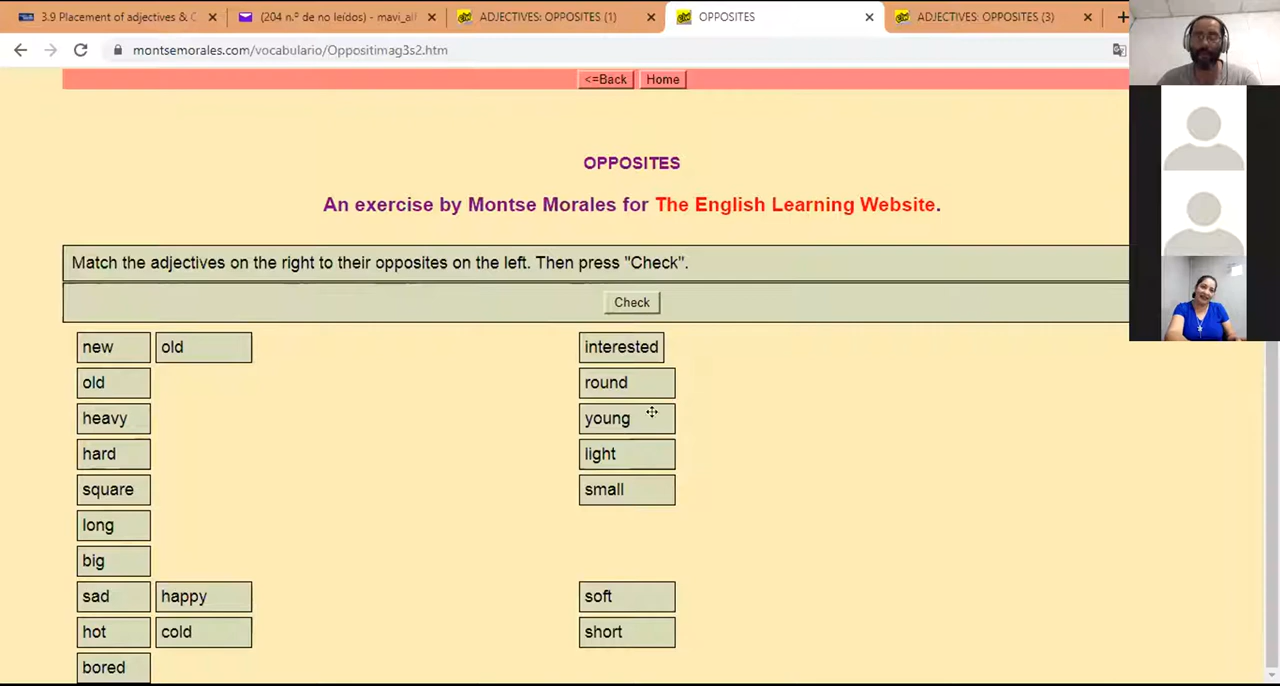 3.9 Placement of adjectives & C
(204 n.º de no leídos) - mavi_al
ADJECTIVES: OPPOSITES (1)
OPPOSITES
ADJECTIVES: OPPOSITES (3)
montsemorales.com/vocabulario/Oppositimag3s2.htm
<=Back Home
OPPOSITES
An exercise by Montse Morales for The English Learning Website.
Match the adjectives on the right to their opposites on the left. Then press "Check".
Check
new old interested
old round
heavy young
hard light
square small
long
big
sad happy soft
hot cold short
bored